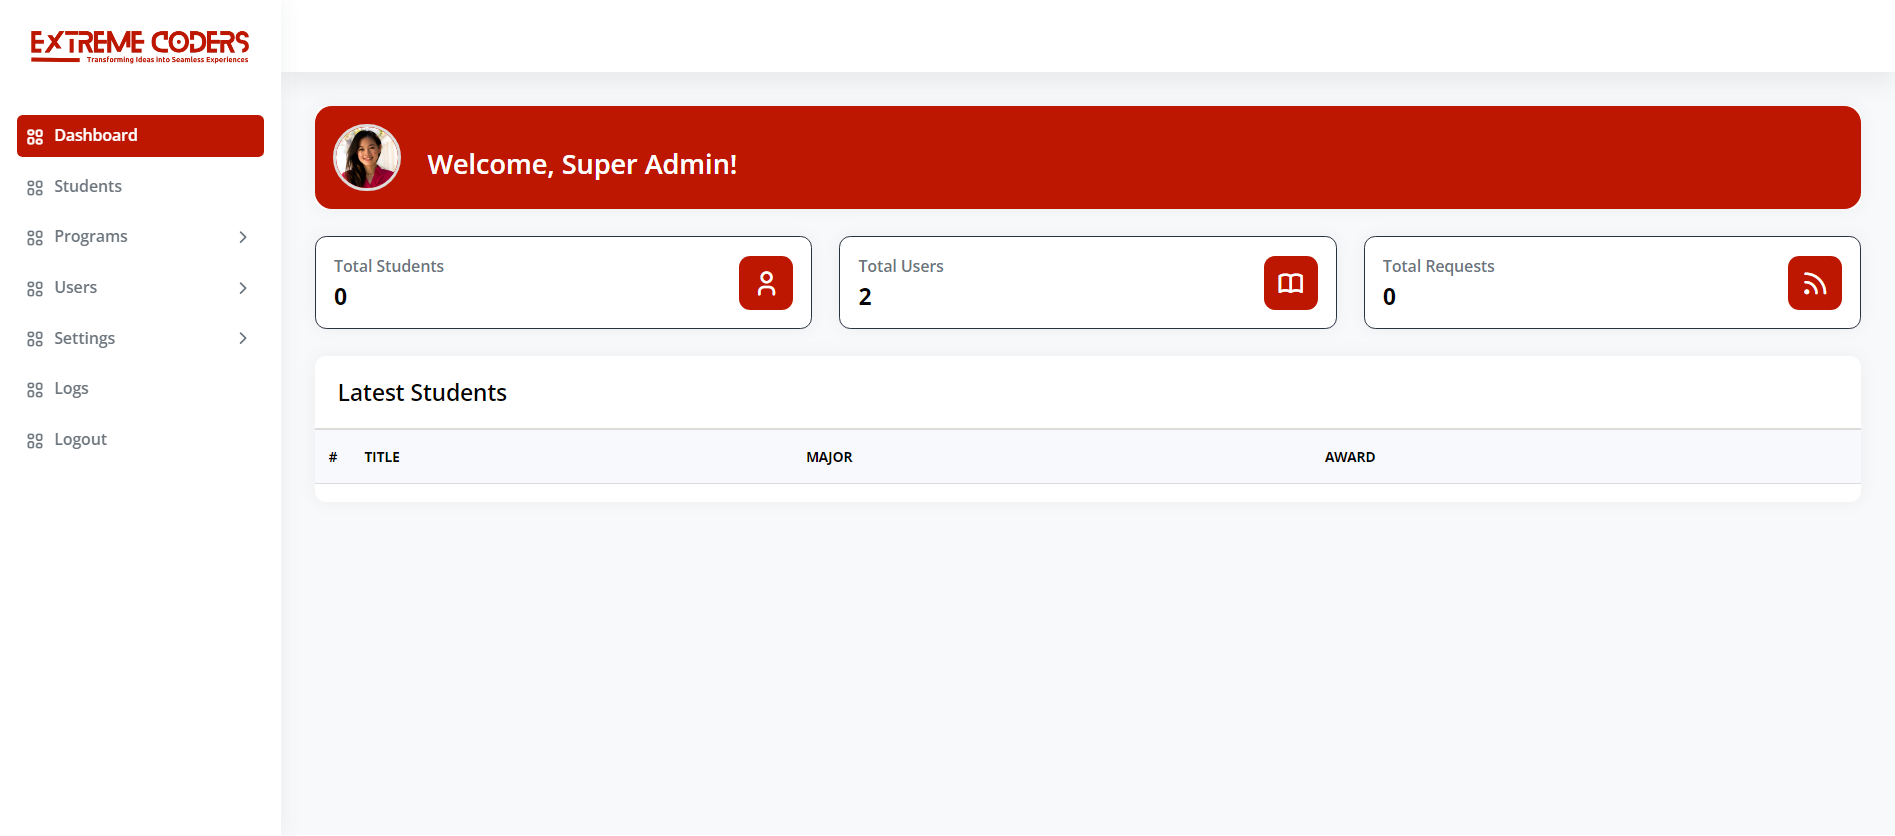 EXTREME CODERS
Transforming Ideas Into Seamless Experiences
Dashboard
Students
Programs
Users
Settings
Logs
Logout
Welcome, Super Admin!
Total Students
0
Total Users
2
Total Requests
0
Latest Students
# TITLE MAJOR AWARD